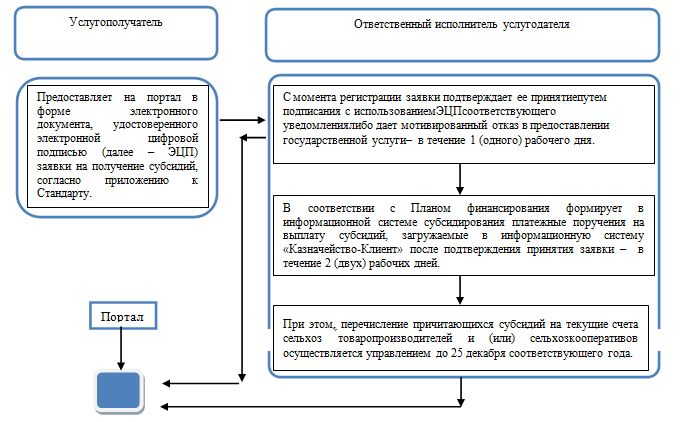 Услугополучатель
Ответственный исполнитель услугодателя
Предоставляет на портал в
форме электронного
документа, удостоверенного
электронной цифровой
подписью (далее – ЭЦП)
заявки на получение субсидий,
согласно приложению к
Стандарту.
С момента регистрации заявки подтверждает ее принятиепутем
подписания с использованиемЭЦПсоответствующего
уведомлениялибо дает мотивированный отказ в предоставлении
государственной услуги– в течение 1 (одного) рабочего дня.
В соответствии с Планом финансирования формирует в
информационной системе субсидирования платежные поручения на
выплату субсидий, загружаемые в информационную систему
«Казначейство-Клиент» после подтверждения принятия заявки – в
течение 2 (двух) рабочих дней.
При этом, перечисление причитающихся субсидий на текущие счета
сельхоз товаропроизводителей и (или) сельхозкооперативов
осуществляется управлением до 25 декабря соответствующего года.
Портал